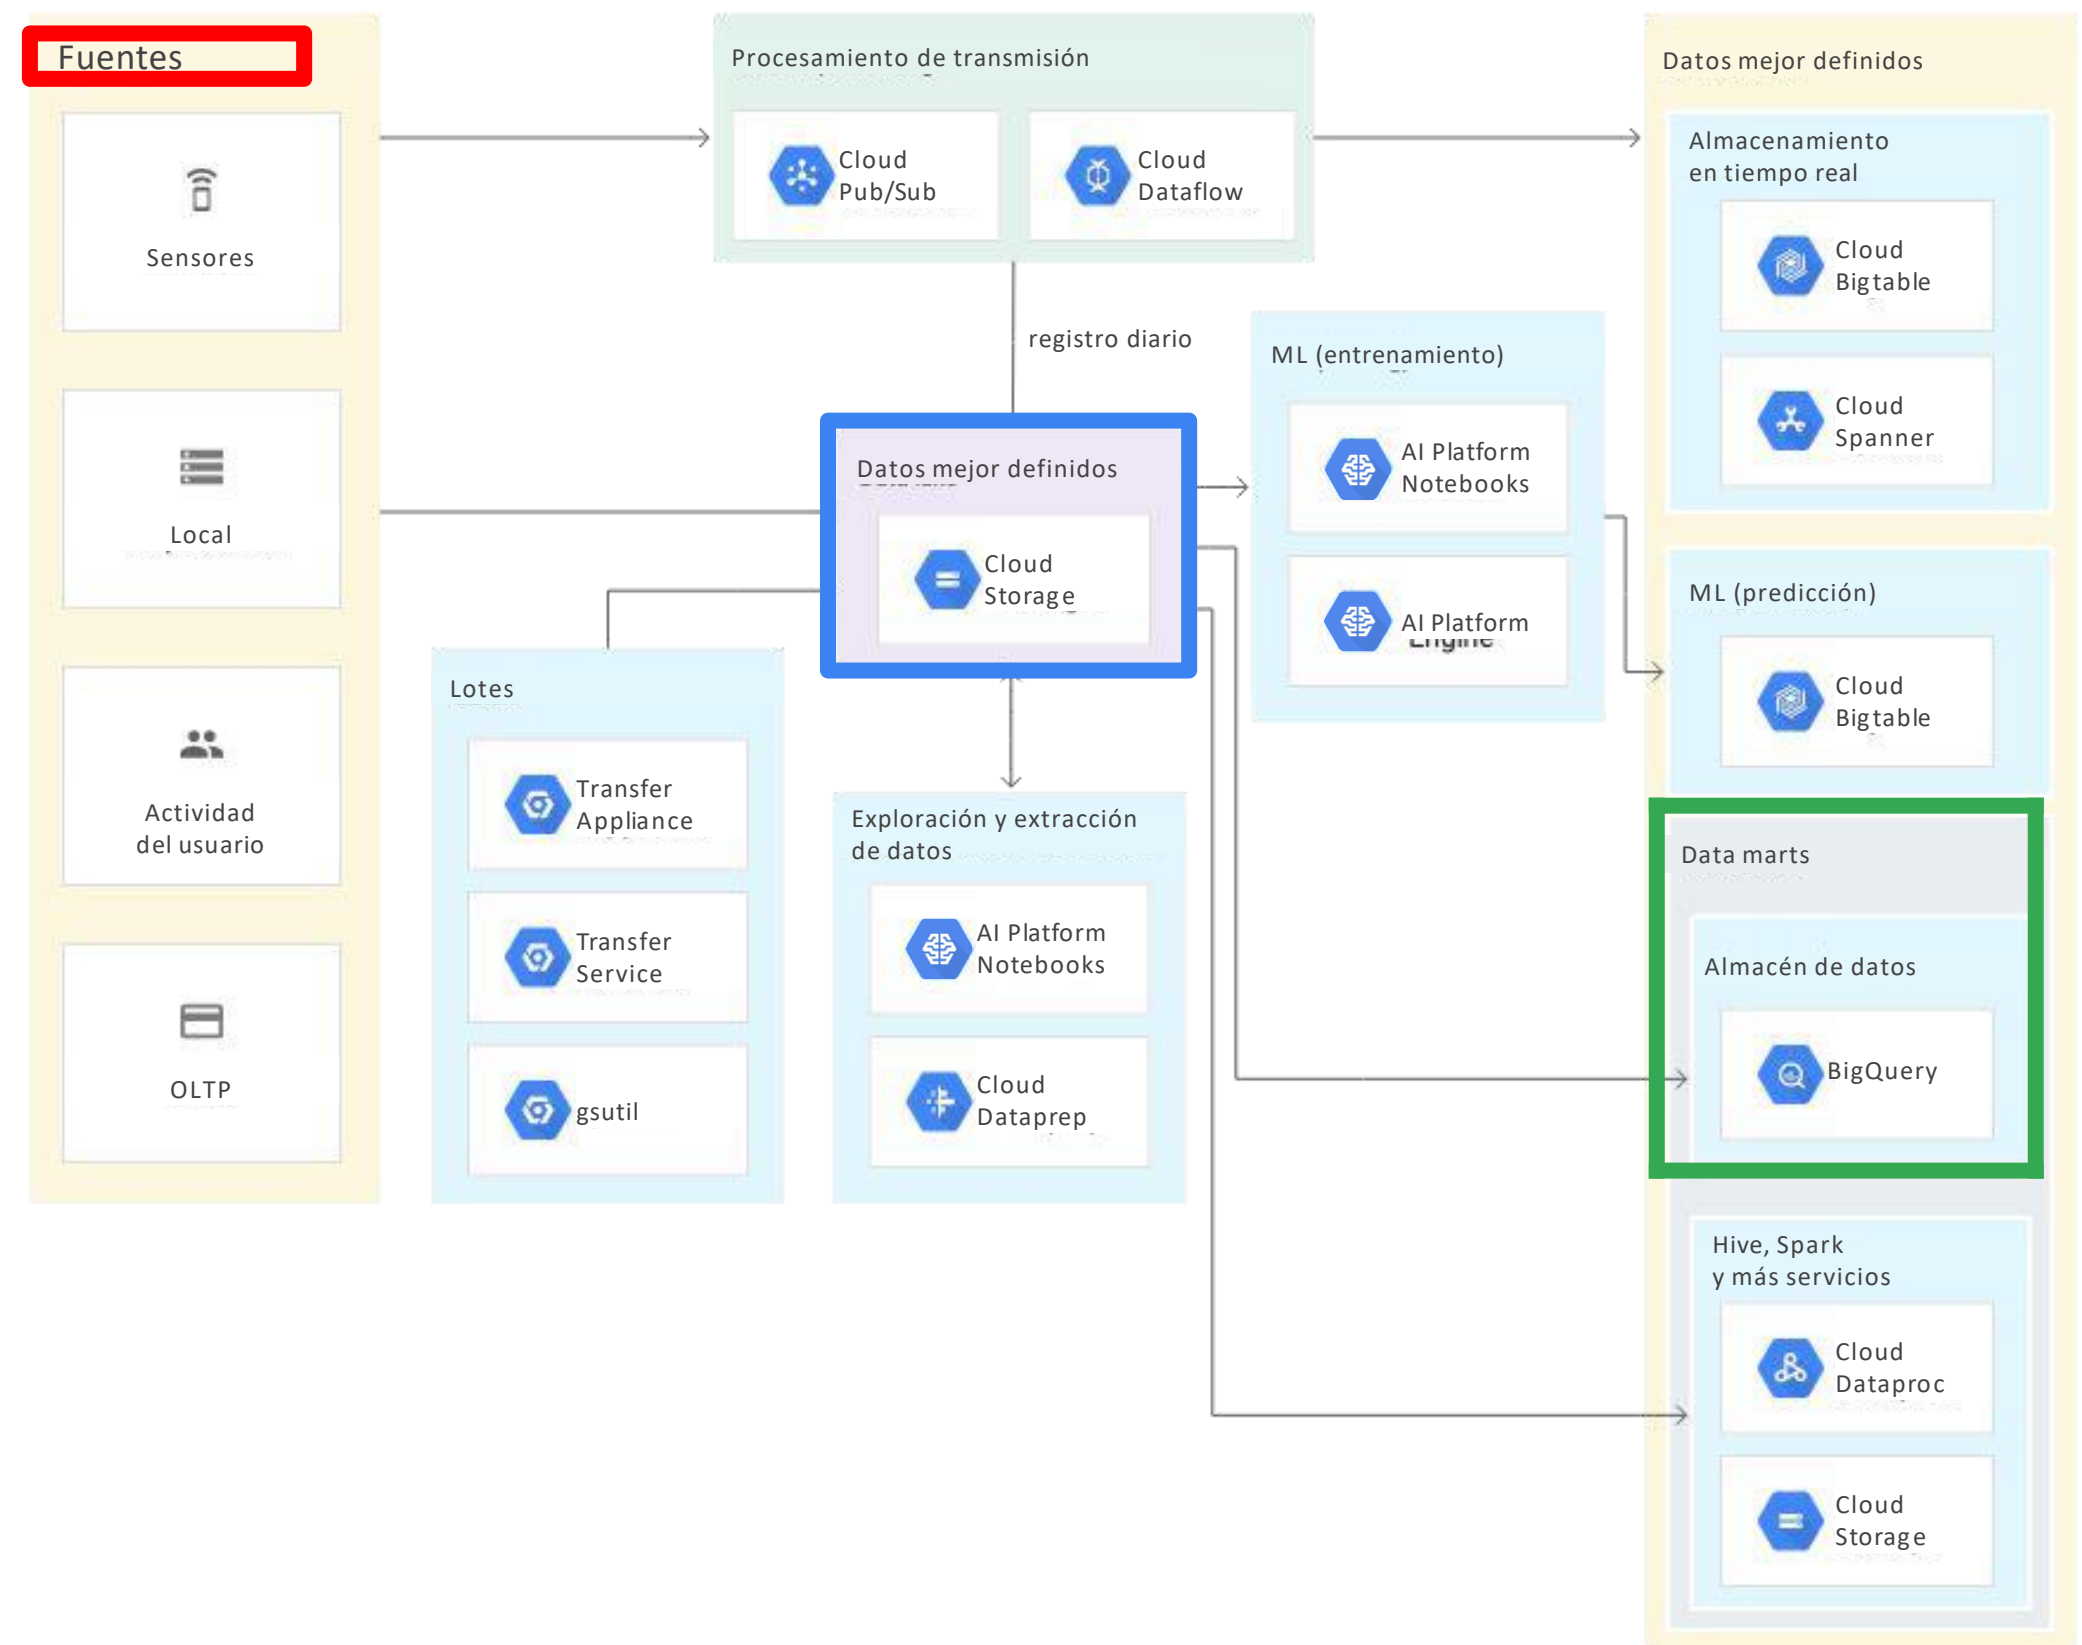 Fuentes
Sensores
Local
Actividad
del usuario
OLTP
Procesamiento de transmisión
Cloud
Pub/Sub
Cloud
Dataflow
registro diario
Datos mejor definidos
Cloud
Storage
Lotes
Transfer
Appliance
Transfer
Service
gsutil
Exploración y extracción
de datos
AI Platform
Notebooks
Cloud
Dataprep
ML (entrenamiento)
AI Platform
Notebooks
AI Platform
Engine
Datos mejor definidos
Almacenamiento
en tiempo real
Cloud
Bigtable
Cloud
Spanner
ML (predicción)
Cloud
Bigtable
Data marts
Almacén de datos
BigQuery
Hive, Spark
y más servicios
Cloud
Dataproc
Cloud
Storage